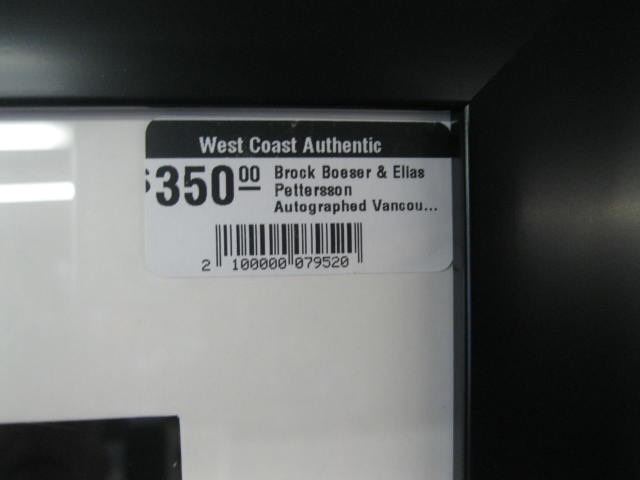 West Coast Authentic
$350.00
Brock Boeser & Elias
Pettersson
Autographed Vancou...
2 100000 079520